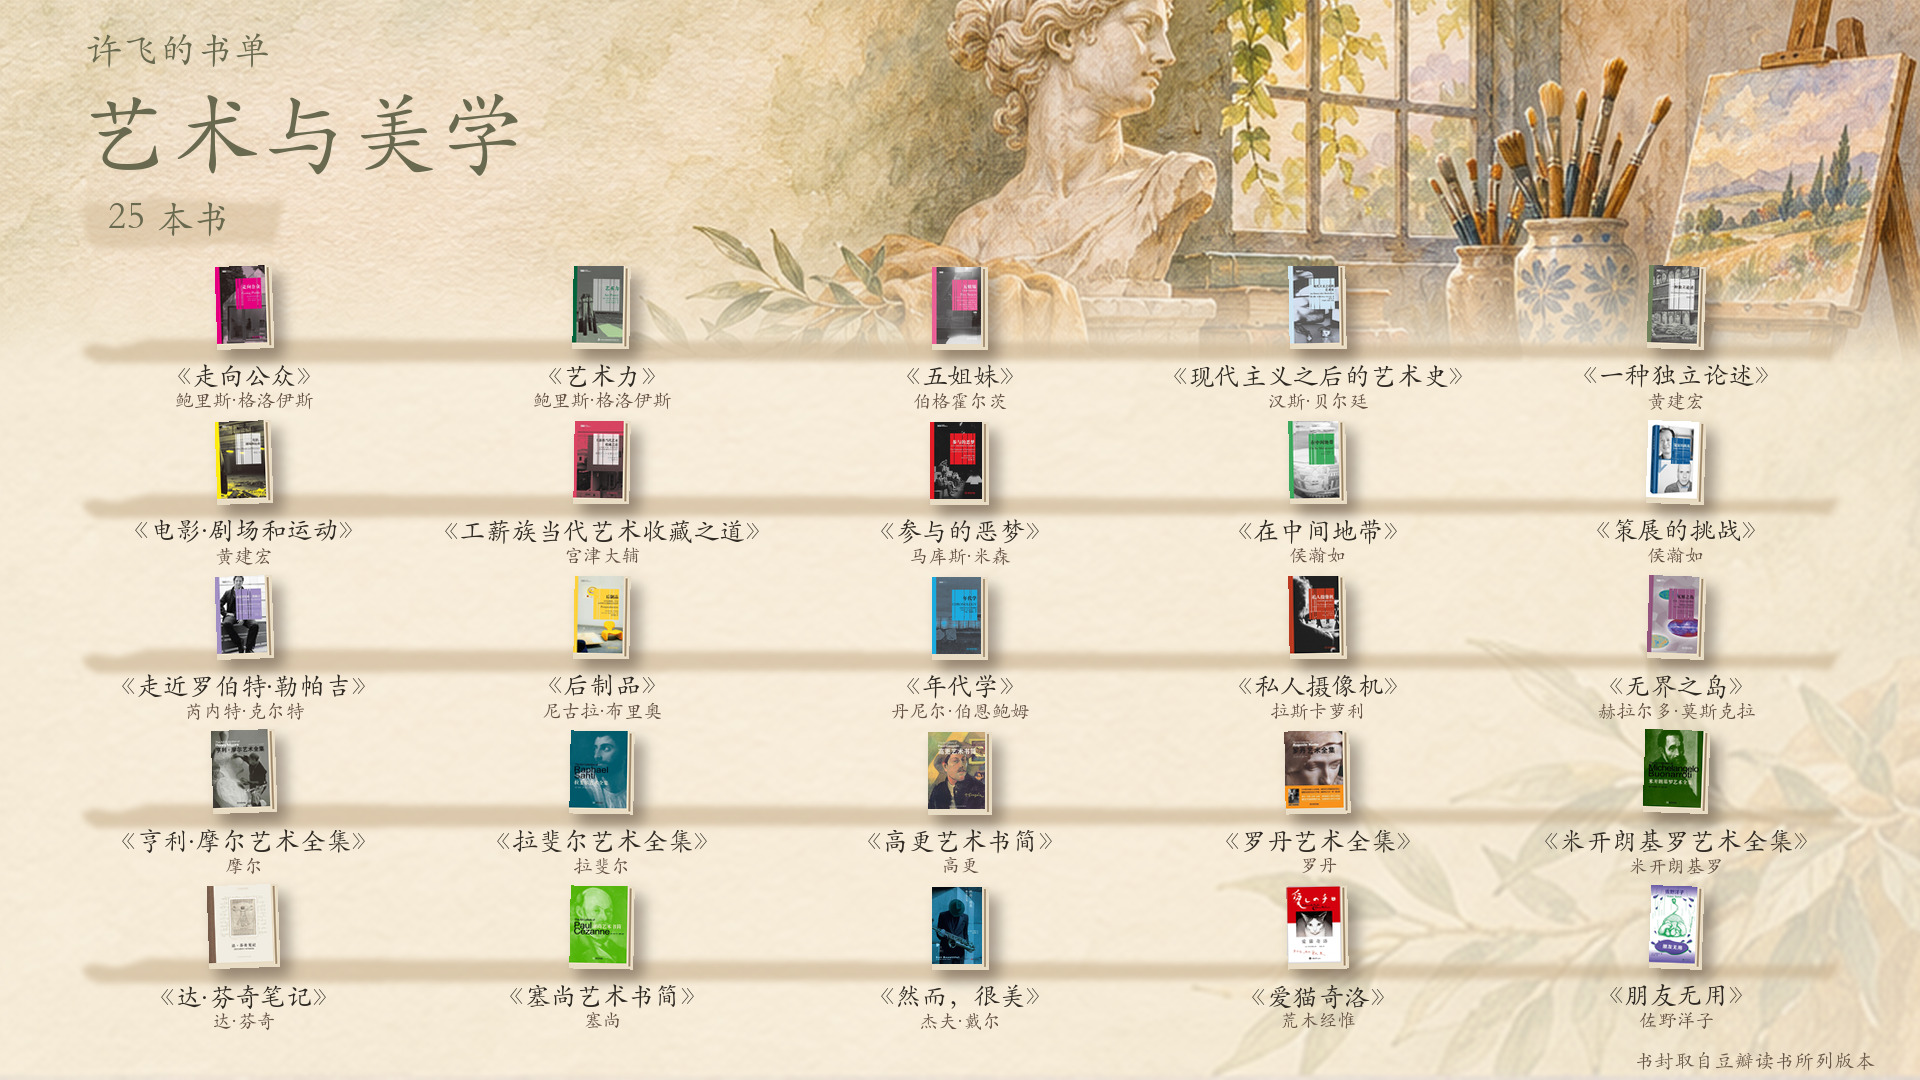 许飞的书单
艺术与美学
25 本书
《走向公众》
鲍里斯·格洛伊斯
《艺术力》
鲍里斯·格洛伊斯
《五姐妹》
伯格霍尔茨
《现代主义之后的艺术史》
汉斯·贝尔廷
《一种独立论述》
黄建宏
《电影·剧场和运动》
黄建宏
《工薪族当代艺术收藏之道》
宫津大辅
《参与的恶梦》
马库斯·米森
《在中间地带》
侯瀚如
《策展的挑战》
侯瀚如
《走近罗伯特·勒帕吉》
芮内特·克尔特
《后制品》
尼古拉·布里奥
《年代学》
丹尼尔·伯恩鲍姆
《私人摄像机》
拉斯卡萝利
《无界之岛》
赫拉尔多·莫斯克拉
《亨利·摩尔艺术全集》
摩尔
《拉斐尔艺术全集》
拉斐尔
《高更艺术书简》
高更
《罗丹艺术全集》
罗丹
《米开朗基罗艺术全集》
米开朗基罗
《达·芬奇笔记》
达·芬奇
《塞尚艺术书简》
塞尚
《然而，很美》
杰夫·戴尔
《爱猫奇洛》
荒木经惟
《朋友无用》
佐野洋子
书封取自豆瓣读书所列版本